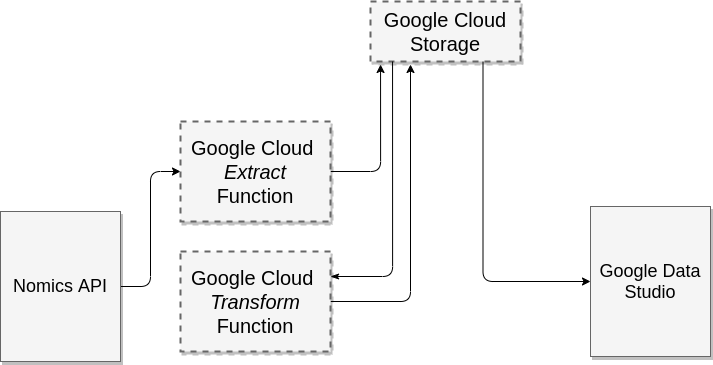 Google Cloud
Storage
Google Cloud
Extract
Function
Google Cloud
Transform
Function
Nomics API
Google Data
Studio